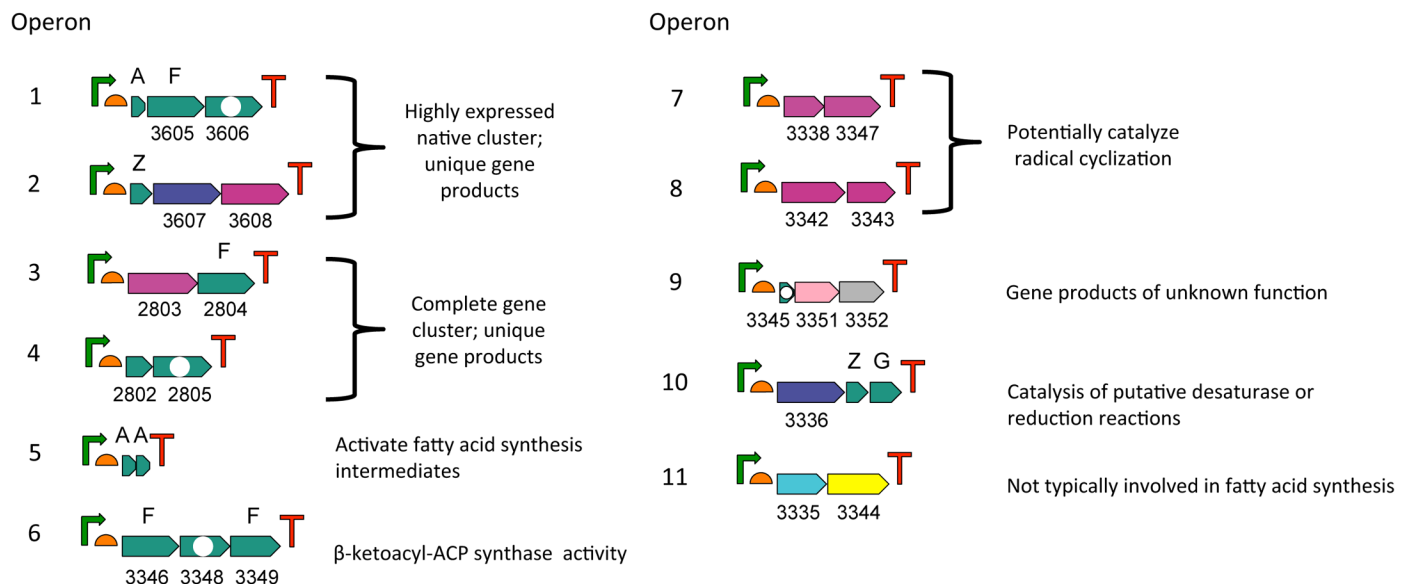 Operon
1
A F
3605 3606
2
Z
3607 3608
Highly expressed
native cluster;
unique gene
products
3
F
2803 2804
4
2802 2805
Complete gene
cluster; unique
gene products
5
A A
Activate fatty acid synthesis
intermediates
6
F F
3346 3348 3349
β-ketoacyl-ACP synthase activity
Operon
7
3338 3347
8
3342 3343
Potentially catalyze
radical cyclization
9
3345 3351 3352
Gene products of unknown function
10
Z G
3336
Catalysis of putative desaturase or
reduction reactions
11
3335 3344
Not typically involved in fatty acid synthesis